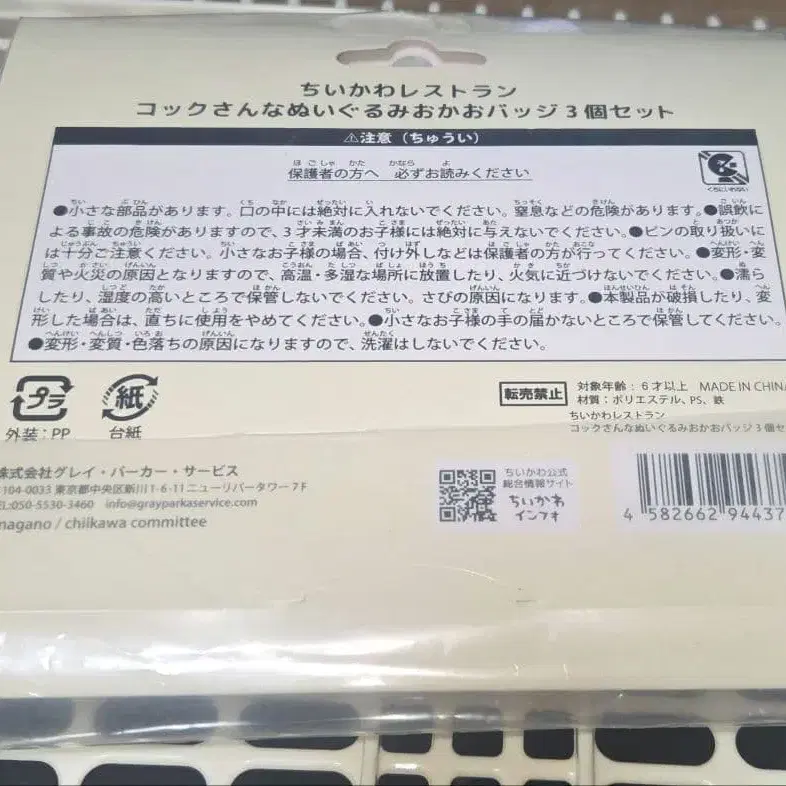 ちいかわレストラン
コックさんなぬいぐるみおかおバッジ3個セット
⚠注意（ちゅうい）
保護者の方へ 必ずお読みください
くちにいれない
●小さな部品があります。口の中には絶対に入れないでください。窒息などの危険があります。●誤飲に
よる事故の危険がありますので、3才未満のお子様には絶対に与えないでください。●ピンの取り扱いに
は十分ご注意ください。小さなお子様の場合、付け外しなどは保護者の方が行ってください。●変形・変
質や火災の原因となりますので、高温・多湿な場所に放置したり、火気に近づけないでください。●濡ら
したり、湿度の高いところで保管しないでください。さびの原因になります。●本製品が破損したり、変
形した場合は、直ちに使用をやめてください。●小さなお子様の手の届かないところで保管してください。
●変形・変質・色落ちの原因になりますので、洗濯はしないでください。
プラ
外装：PP
紙
台紙
転売禁止
対象年齢：6才以上 MADE IN CHINA
材質：ポリエステル、PS、鉄
ちいかわレストラン
コックさんなぬいぐるみおかおバッジ3個セ
株式会社グレイ・パーカー・サービス
104-0033 東京都中央区新川1-6-11ニューリバータワー7F
EL:050-5530-3460 info@grayparkaservice.com
nagano / chiikawa committee
ちいかわ公式
総合情報サイト
ちいかわ
インフォ
4 582662 94437